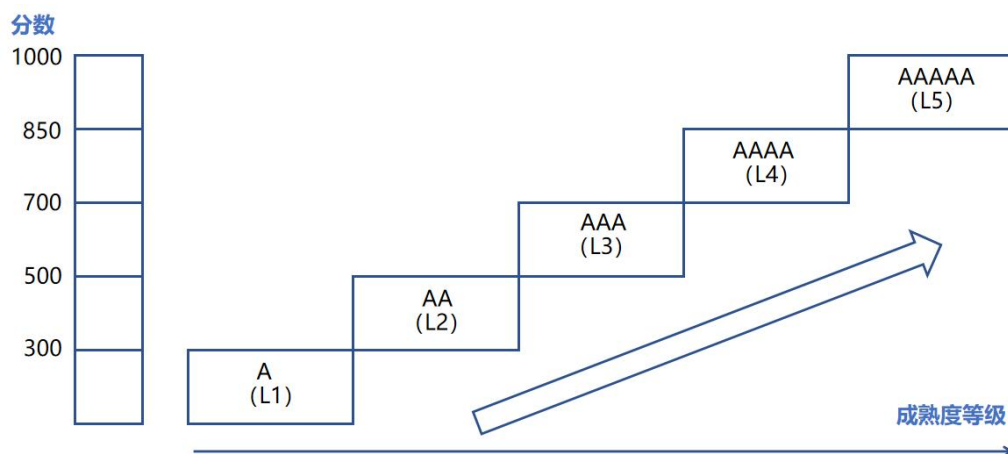 分数
1000
850
700
500
300
AAAAA
(L5)
AAAA
(L4)
AAA
(L3)
AA
(L2)
A
(L1)
成熟度等级